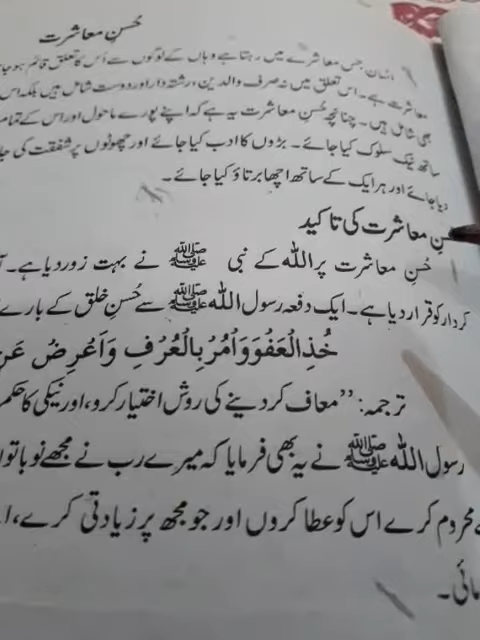 حُسنِ معاشرت
انسان جس معاشرے میں رہتا ہے وہاں کے لوگوں سے اُس کا تعلق قائم ہو جا
معاشرت ہے۔ اس تعلق میں نہ صرف والدین، رشتہ دار اور دوست شامل ہیں بلکہ اس
بھی شامل ہیں۔ چنانچہ حُسنِ معاشرت یہ ہے کہ اپنے پورے ماحول اور اس کے تمام
ساتھ نیک سلوک کیا جائے۔ بڑوں کا ادب کیا جائے اور چھوٹوں پر شفقت کی جا
دیا جائے اور ہر ایک کے ساتھ اچھا برتاؤ کیا جائے۔
حسنِ معاشرت کی تاکید
حُسنِ معاشرت پر اللہ کے نبی ﷺ نے بہت زور دیا ہے۔ آ
کردار کو قرار دیا ہے۔ ایک دفعہ رسول اللہ ﷺ سے حُسنِ خلق کے بارے
خُذِ الْعَفْوَ وَاْمُرْ بِالْعُرْفِ وَاَعْرِضْ عَنِ
ترجمہ: ’’معاف کر دینے کی روش اختیار کرو، اور نیکی کا حکم
رسول اللہ ﷺ نے یہ بھی فرمایا کہ میرے رب نے مجھے نو باتوں
محروم کرے اس کو عطا کروں اور جو مجھ پر زیادتی کرے، ا
مائی۔